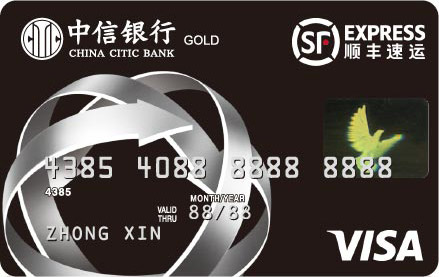 中信银行 GOLD
CHINA CITIC BANK
SF EXPRESS
顺丰速运
4385 4088 8888 8888
4385
MONTH/YEAR
VALID THRU 88/88
ZHONG XIN
VISA